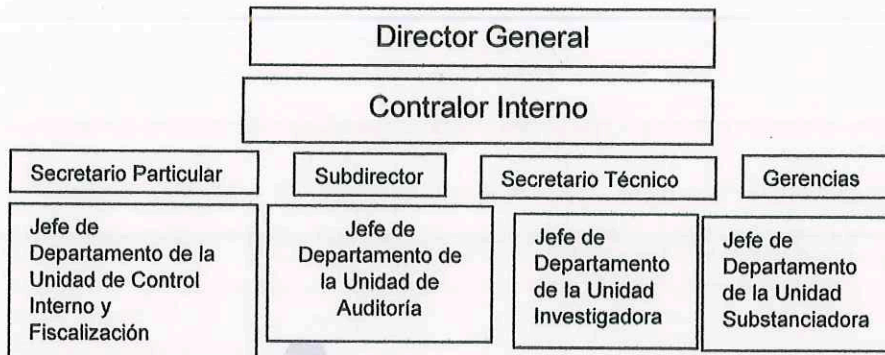 Director General
Contralor Interno
Secretario Particular
Subdirector
Secretario Técnico
Gerencias
Jefe de
Departamento de la
Unidad de Control
Interno y
Fiscalización
Jefe de
Departamento de
la Unidad de
Auditoría
Jefe de
Departamento
de la Unidad
Investigadora
Jefe de
Departamento
de la Unidad
Substanciadora